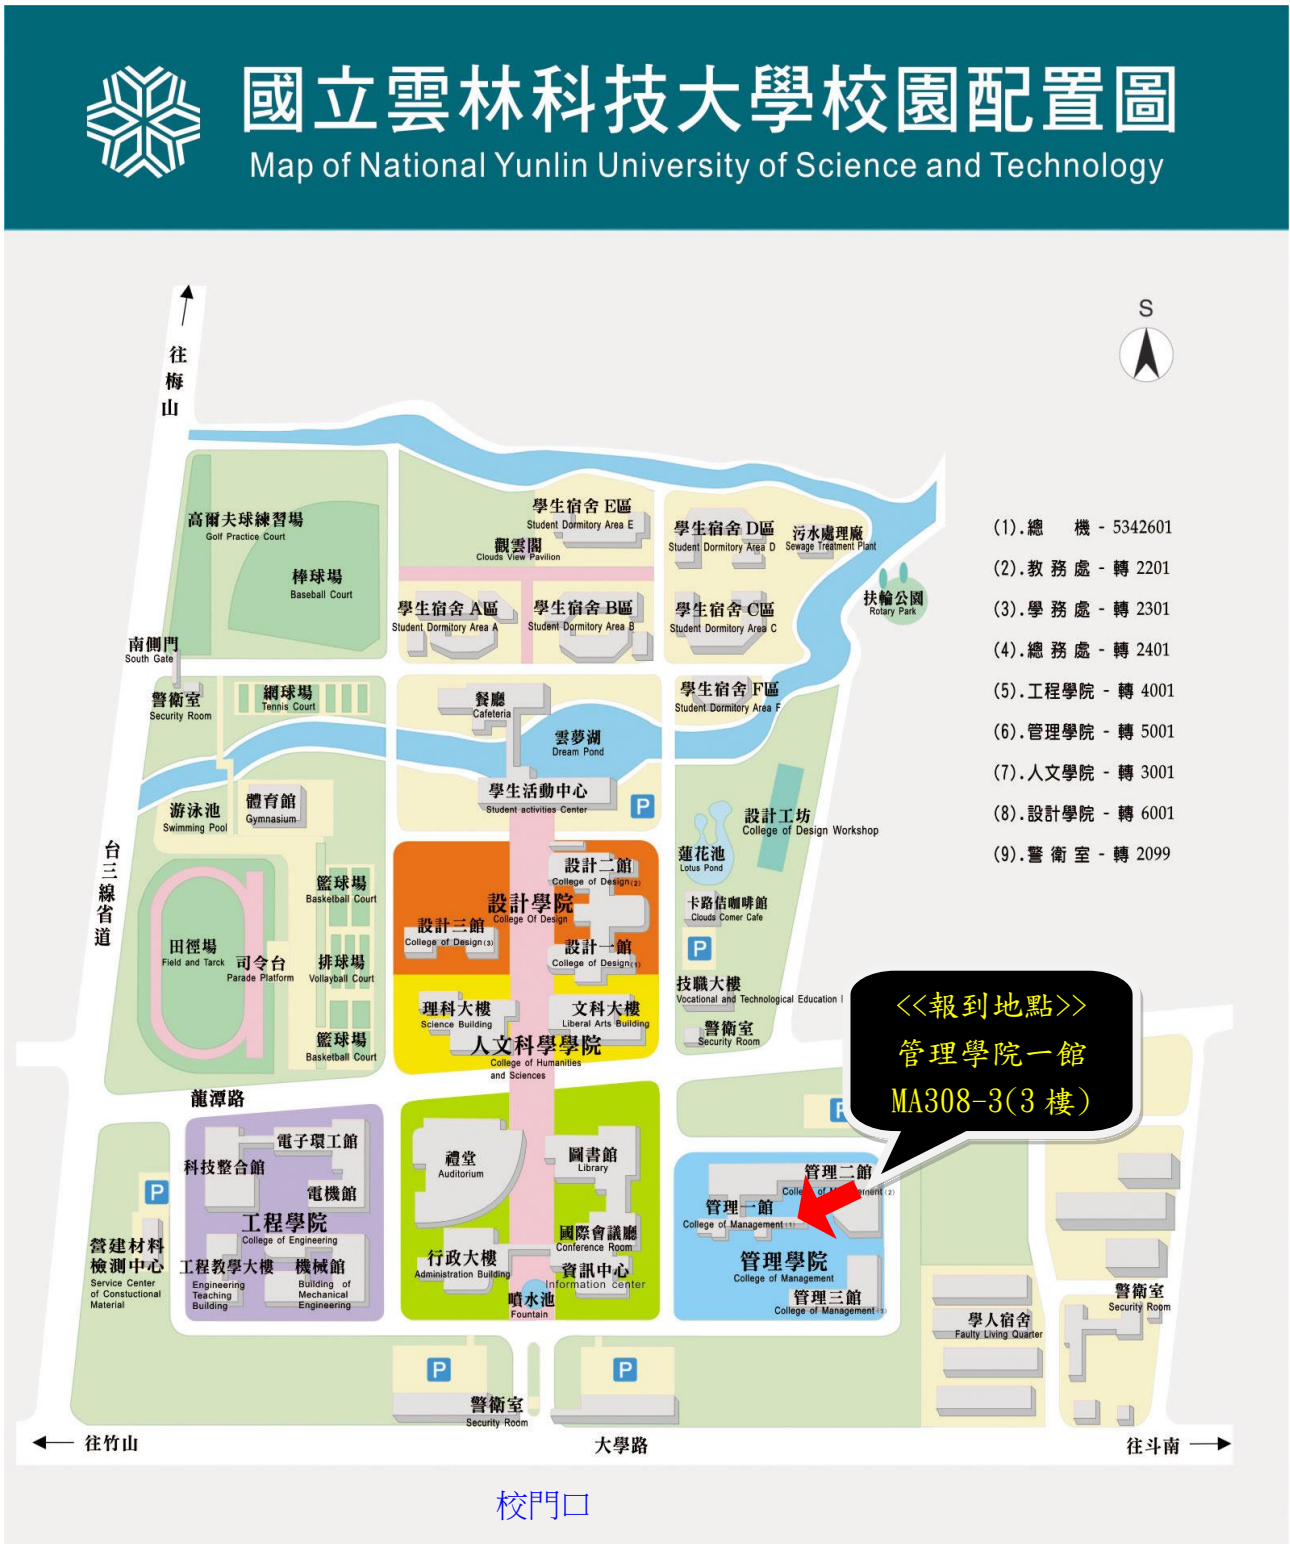 國立雲林科技大學校園配置圖
Map of National Yunlin University of Science and Technology
S
往梅山
(1).總 機 - 5342601
(2).教務處 - 轉 2201
(3).學務處 - 轉 2301
(4).總務處 - 轉 2401
(5).工程學院 - 轉 4001
(6).管理學院 - 轉 5001
(7).人文學院 - 轉 3001
(8).設計學院 - 轉 6001
(9).警衛室 - 轉 2099
高爾夫球練習場
Golf Practice Court
棒球場
Baseball Court
學生宿舍 E區
Student Dormitory Area E
觀雲閣
Clouds View Pavilion
學生宿舍 D區
Student Dormitory Area D
污水處理廠
Sewage Treatment Plant
學生宿舍 A區
Student Dormitory Area A
學生宿舍 B區
Student Dormitory Area B
學生宿舍 C區
Student Dormitory Area C
扶輪公園
Rotary Park
南側門
South Gate
警衛室
Security Room
網球場
Tennis Court
餐廳
Cafeteria
學生宿舍 F區
Student Dormitory Area F
雲夢湖
Dream Pond
學生活動中心
Student activities Center
P
游泳池
Swimming Pool
體育館
Gymnasium
設計工坊
College of Design Workshop
蓮花池
Lotus Pond
台三線省道
籃球場
Basketball Court
設計二館
College of Design(2)
設計學院
College Of Design
設計三館
College of Design(3)
設計一館
College of Design(1)
卡路佶咖啡館
Clouds Corner Cafe
P
田徑場
Field and Tarck
司令台
Parade Platform
排球場
Vollayball Court
技職大樓
Vocational and Technological Education
理科大樓
Science Building
文科大樓
Liberal Arts Building
警衛室
Security Room
籃球場
Basketball Court
人文科學學院
College of Humanities
and Sciences
<<報到地點>>
管理學院一館
MA308-3(3 樓)
龍潭路
P
電子環工館
科技整合館
電機館
工程學院
College of Engineering
工程教學大樓
Engineering
Teaching
Building
機械館
Building of
Mechanical
Engineering
P
營建材料
檢測中心
Service Center
of Constuctional
Material
禮堂
Auditorium
圖書館
Library
國際會議廳
Conference Room
行政大樓
Administration Building
資訊中心
Information center
噴水池
Fountain
管理二館
College of Management(2)
管理一館
College of Management(1)
管理學院
College of Management
管理三館
College of Management(3)
學人宿舍
Faulty Living Quarter
警衛室
Security Room
P
P
警衛室
Security Room
往竹山
大學路
往斗南
校門口